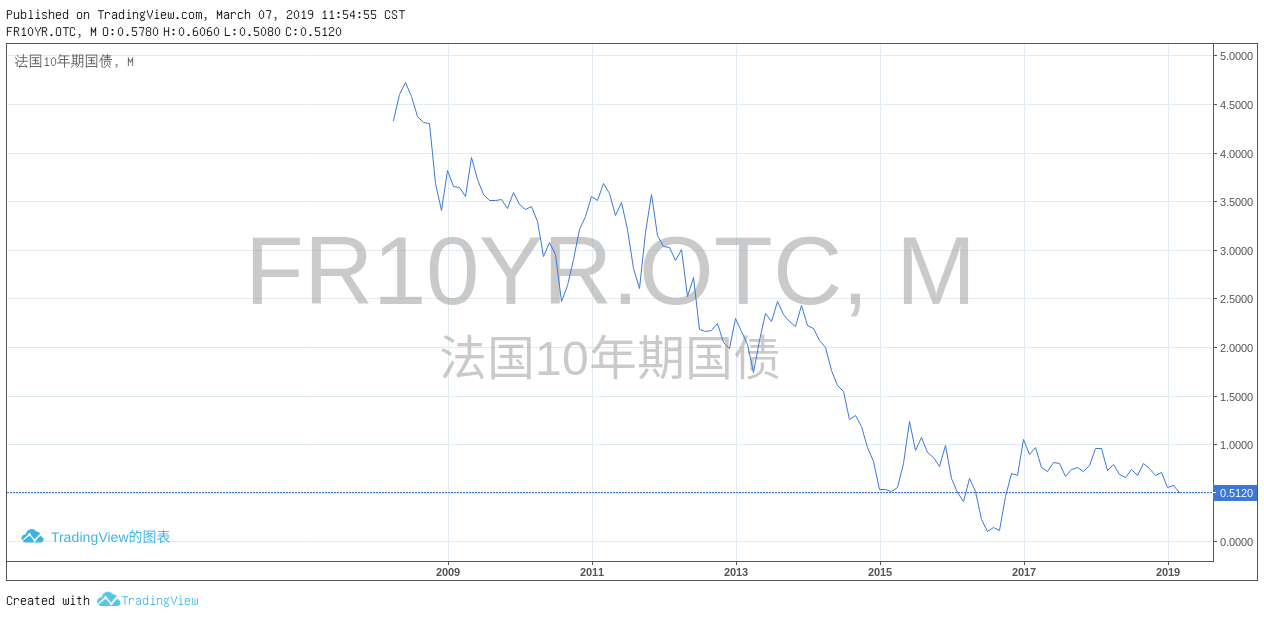 Published on TradingView.com, March 07, 2019 11:54:55 CST
FR10YR.OTC, M O:0.5780 H:0.6060 L:0.5080 C:0.5120
法国10年期国债, M
5.0000
4.5000
4.0000
3.5000
3.0000
2.5000
2.0000
1.5000
1.0000
0.5120
0.0000
FR10YR.OTC, M
法国10年期国债
TradingView的图表
2009 2011 2013 2015 2017 2019
Created with TradingView